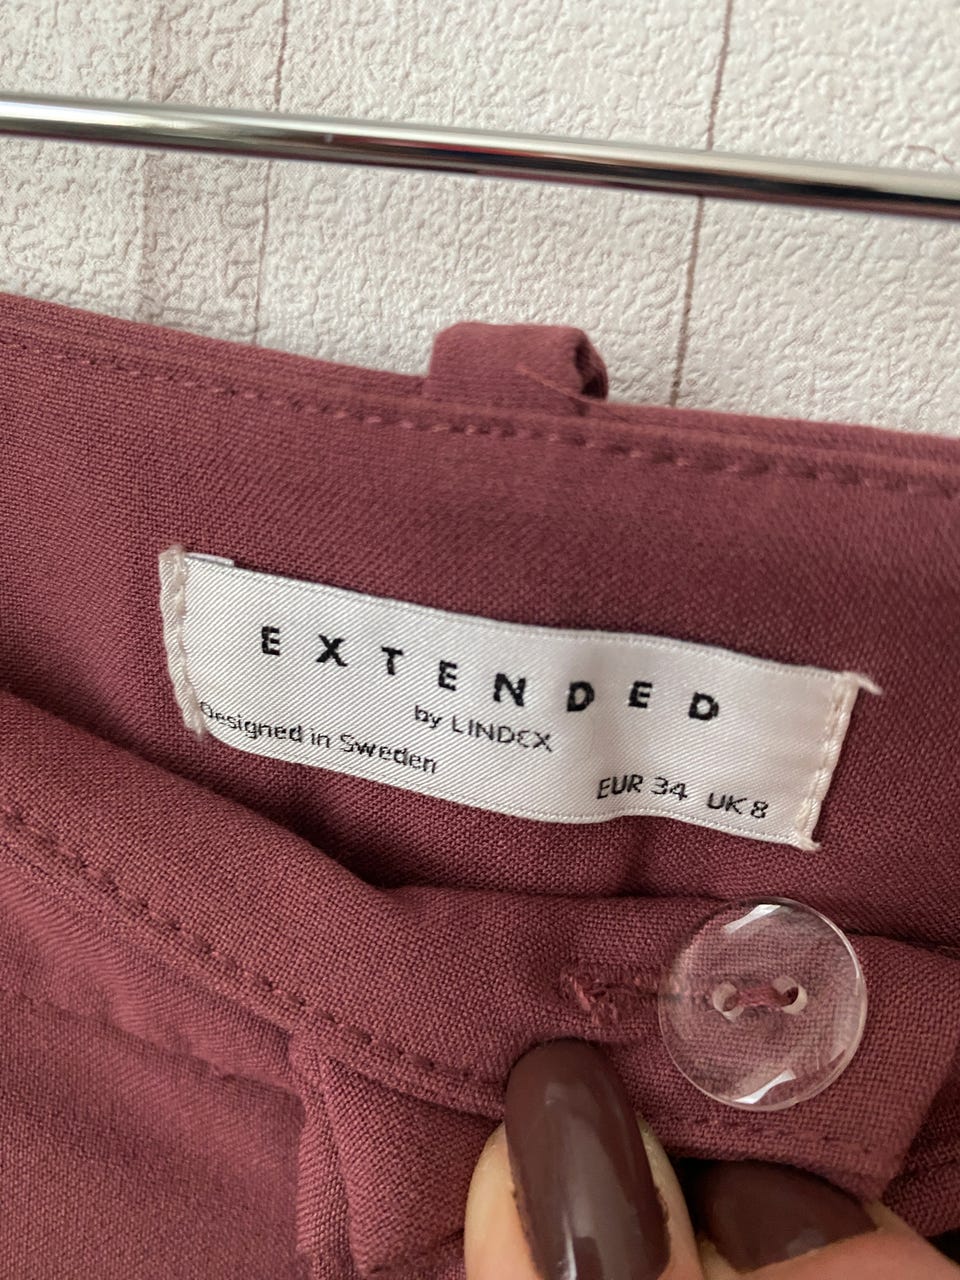 EXTENDED
by LINDEX
Designed in Sweden
EUR 34 UK 8